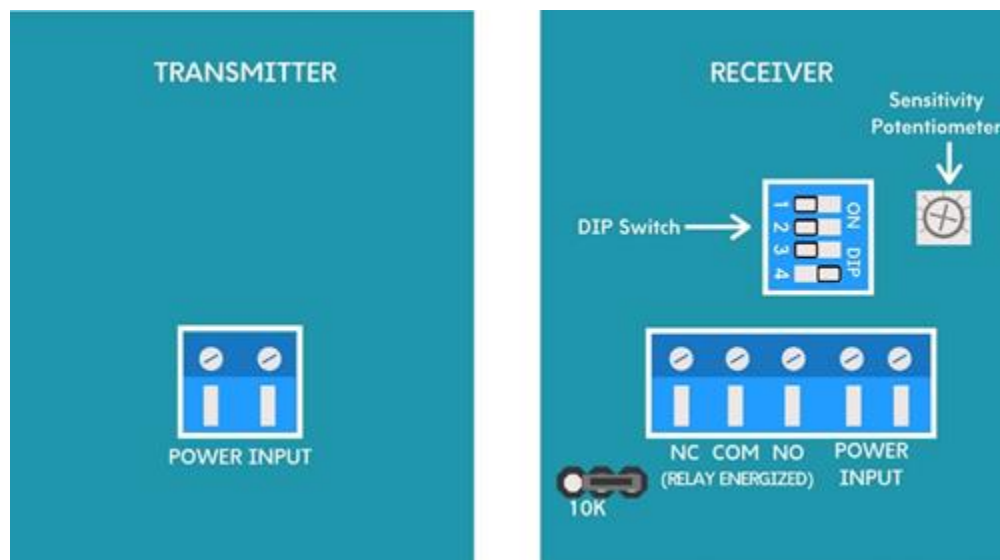 TRANSMITTER
POWER INPUT
RECEIVER
Sensitivity
Potentiometer
DIP Switch
1
2
3
4
ON DIP
NC COM NO
(RELAY ENERGIZED)
POWER
INPUT
10K